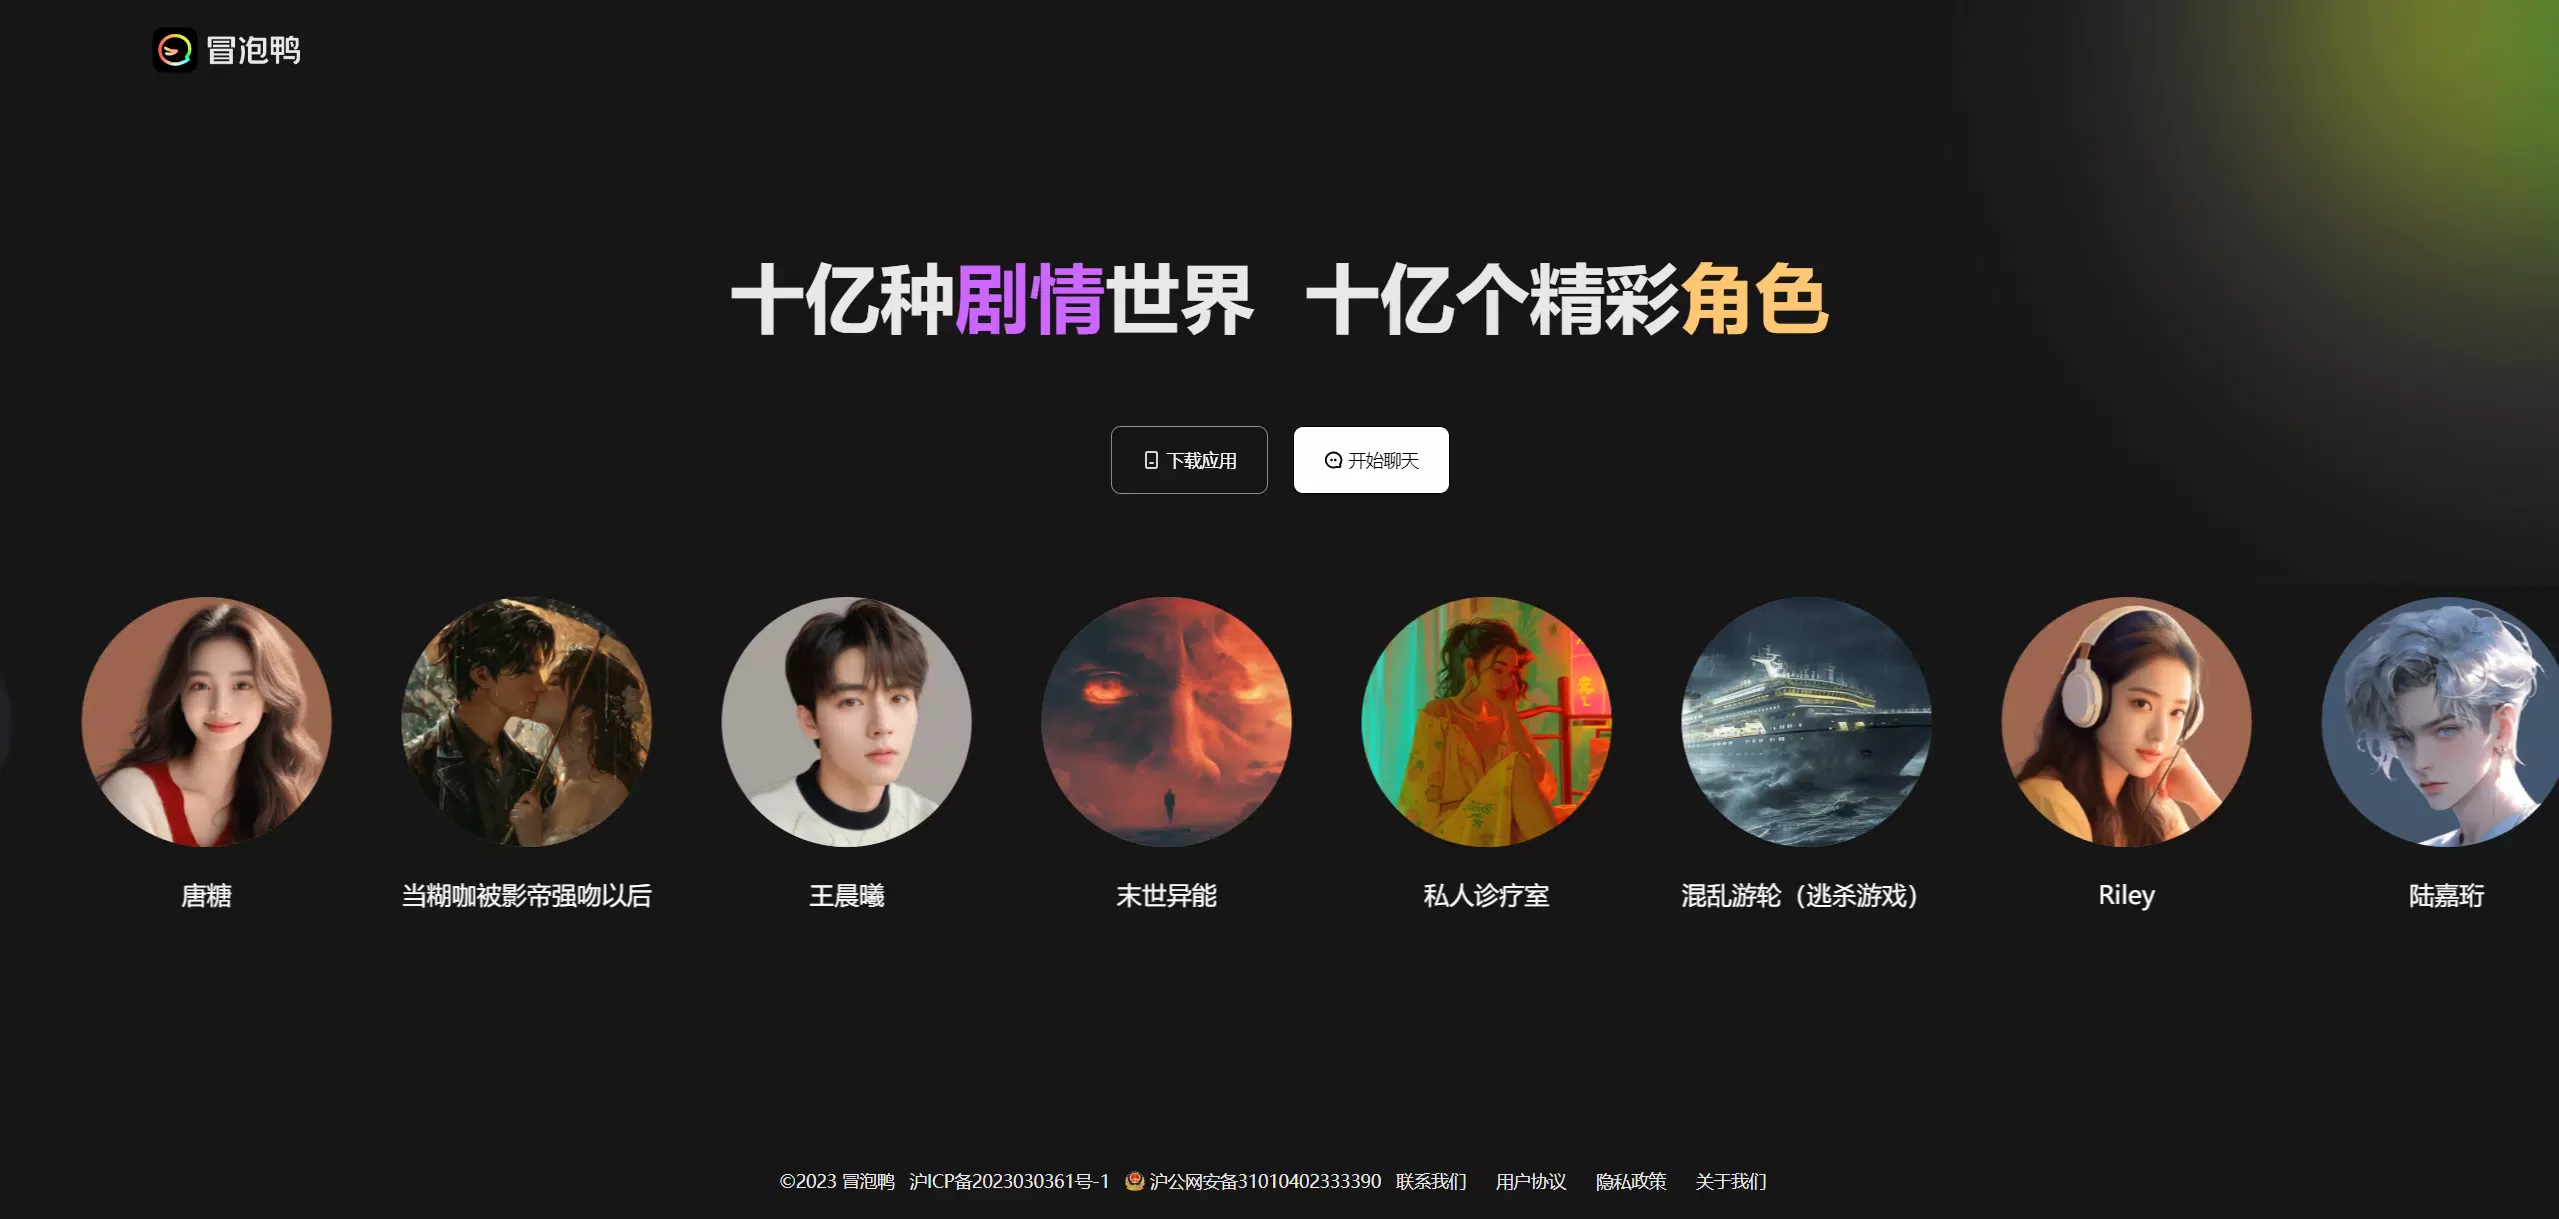 冒泡鸭
十亿种剧情世界 十亿个精彩角色
下载应用 开始聊天
唐糖 当糊咖被影帝强吻以后 王晨曦 末世异能 私人诊疗室 混乱游轮（逃杀游戏） Riley 陆嘉珩
©2023 冒泡鸭 沪ICP备2023030361号-1 沪公网安备31010402333390 联系我们 用户协议 隐私政策 关于我们